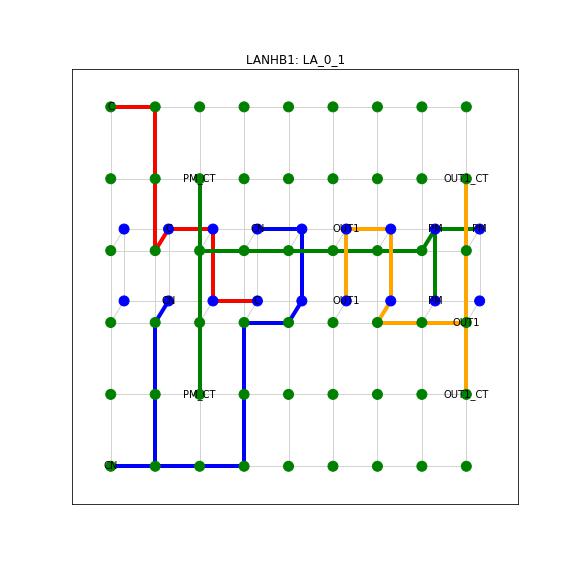 LANHB1: LA_0_1
C
PM_CT OUT1_CT
C CN OUT1 PM PM
CN C OUT1 PM
OUT1
PM_CT OUT1_CT
CN